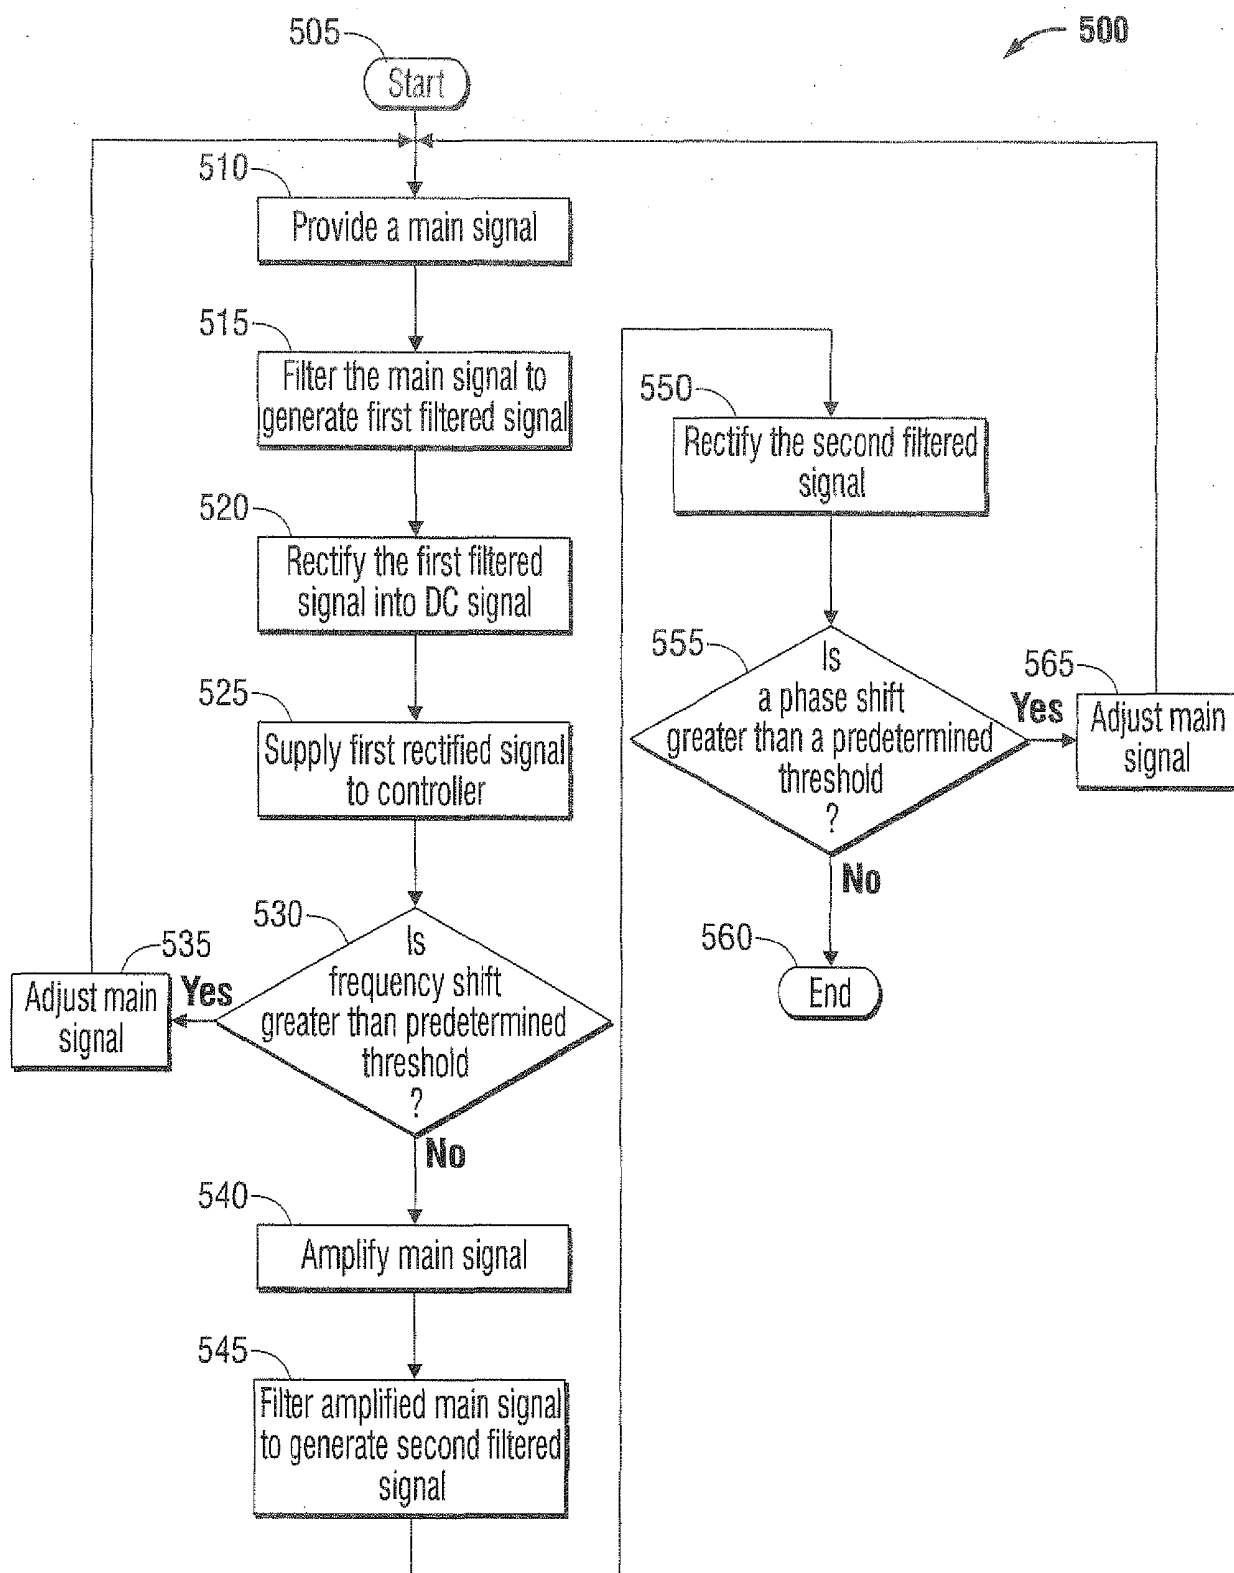 500
505
Start
510
Provide a main signal
515
Filter the main signal to
generate first filtered signal
520
Rectify the first filtered
signal into DC signal
525
Supply first rectified signal
to controller
530
Is
frequency shift
greater than predetermined
threshold
?
Yes
535
Adjust main
signal
No
540
Amplify main signal
545
Filter amplified main signal
to generate second filtered
signal
550
Rectify the second filtered
signal
555
Is
a phase shift
greater than a predetermined
threshold
?
Yes
565
Adjust main
signal
No
560
End